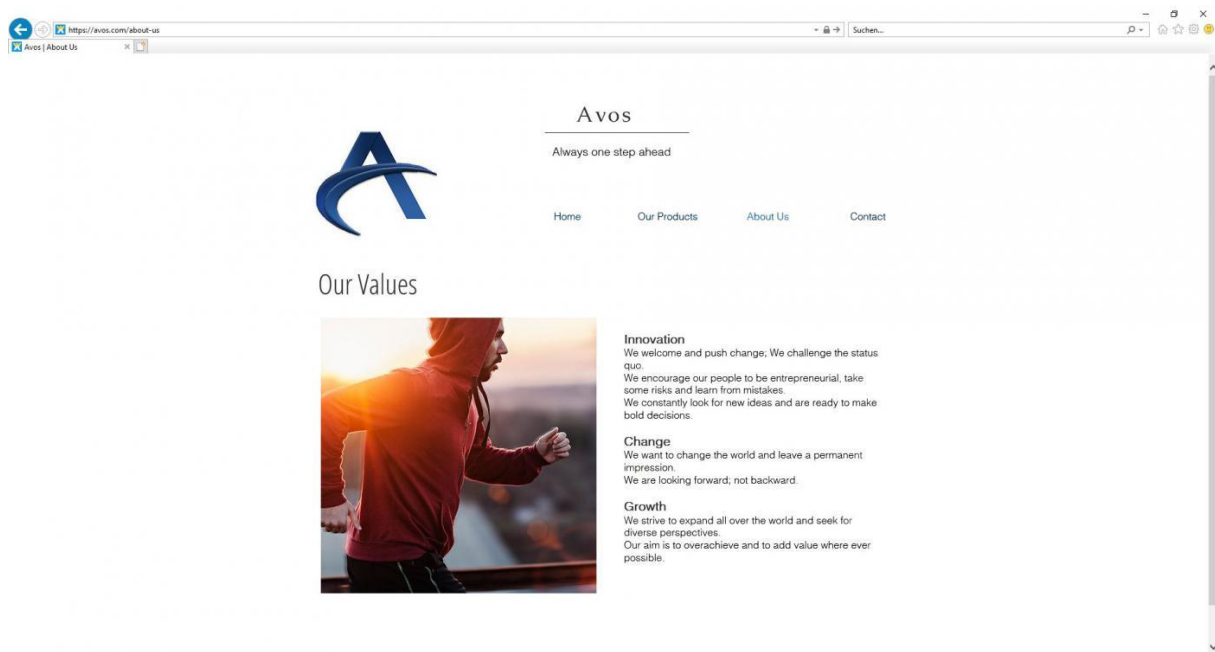 https://avos.com/about-us
Suchen...
Avos | About Us
Avos
Always one step ahead
Home Our Products About Us Contact
Our Values
Innovation
We welcome and push change; We challenge the status
quo.
We encourage our people to be entrepreneurial, take
some risks and learn from mistakes.
We constantly look for new ideas and are ready to make
bold decisions.
Change
We want to change the world and leave a permanent
impression.
We are looking forward; not backward.
Growth
We strive to expand all over the world and seek for
diverse perspectives.
Our aim is to overachieve and to add value where ever
possible.